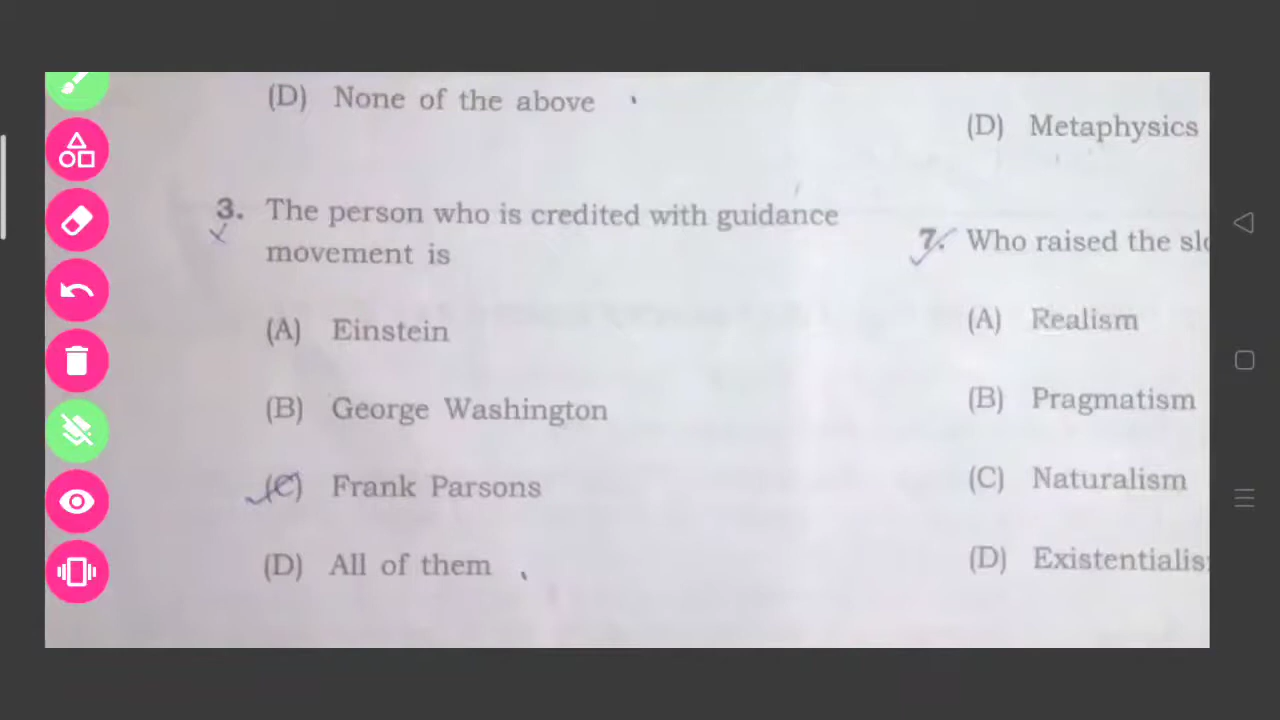 (D) None of the above
3. The person who is credited with guidance
movement is
(A) Einstein
(B) George Washington
(C) Frank Parsons
(D) All of them
(D) Metaphysics
7. Who raised the
(A) Realism
(B) Pragmatism
(C) Naturalism
(D)